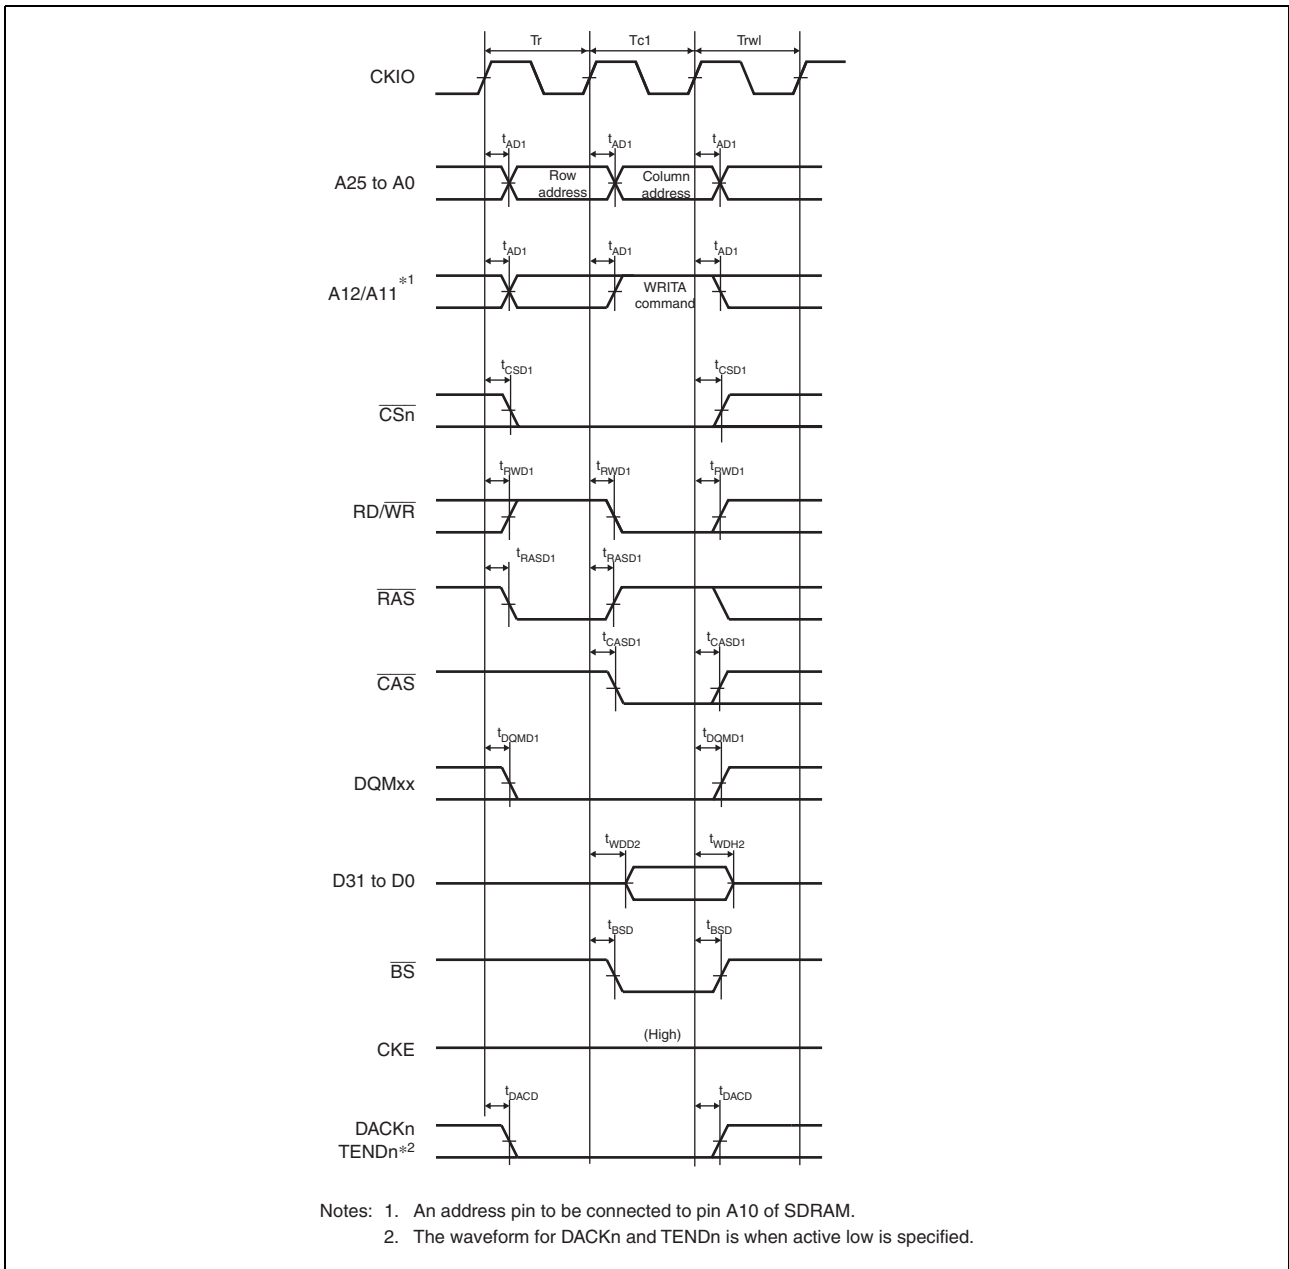 Tr Tc1 Trwl
CKIO
tAD1 tAD1 tAD1
A25 to A0
Row address
Column address
tAD1 tAD1 tAD1
A12/A11*1
WRITA command
tCSD1 tCSD1
CSn
tRWD1 tRWD1 tRWD1
RD/WR
tRASD1 tRASD1
RAS
tCASD1 tCASD1
CAS
tDQMD1 tDQMD1
DQMxx
tWDD2 tWDH2
D31 to D0
tBSD tBSD
BS
(High)
CKE
tDACD tDACD
DACKn
TENDn*2
Notes: 1. An address pin to be connected to pin A10 of SDRAM.
2. The waveform for DACKn and TENDn is when active low is specified.